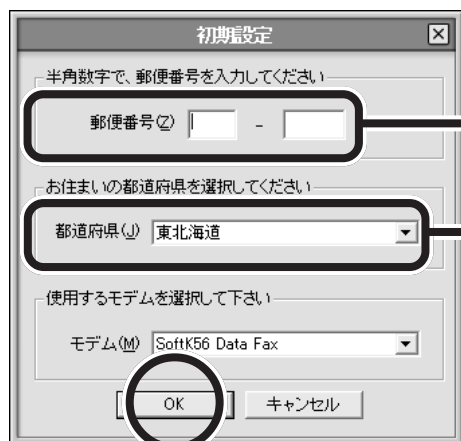 初期設定
半角数字で、郵便番号を入力してください
郵便番号(Z) -
お住まいの都道府県を選択してください
都道府県(J) 東北海道
使用するモデムを選択して下さい
モデム(M) SoftK56 Data Fax
OK キャンセル